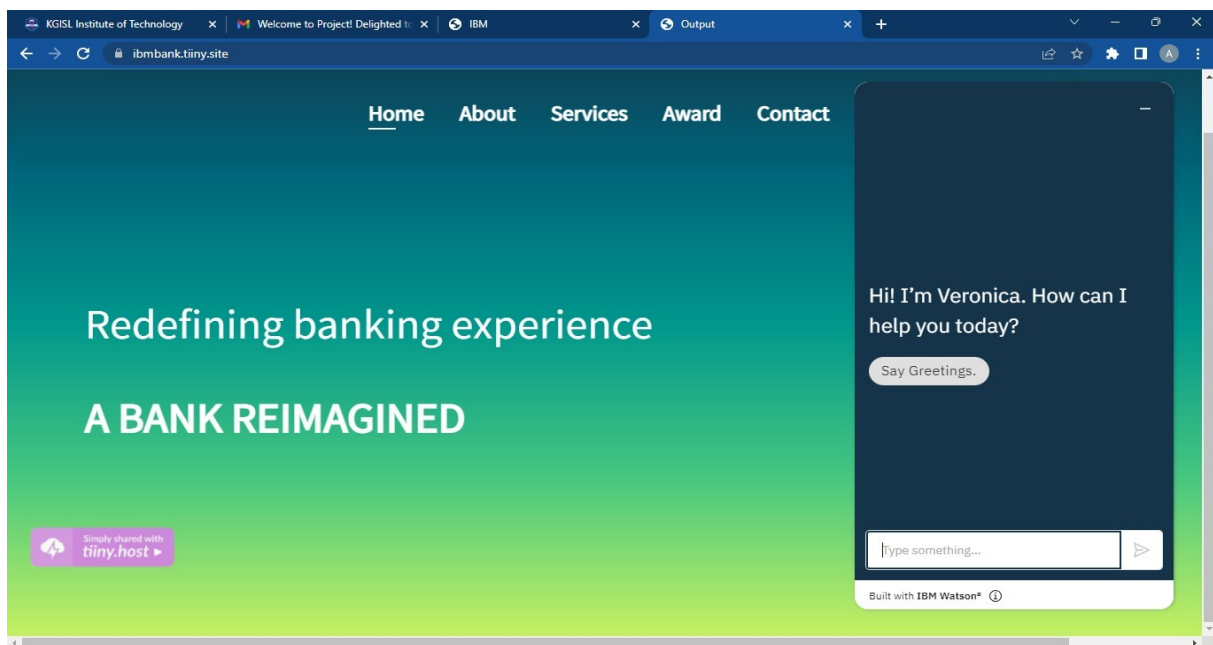 KGISL Institute of Technology
Welcome to Project! Delighted to
IBM
Output
ibmbank.tiiny.site
A
Home About Services Award Contact
Redefining banking experience
A BANK REIMAGINED
Simply shared with
tiiny.host ►
Hi! I’m Veronica. How can I
help you today?
Say Greetings.
Type something...
Built with IBM Watson®